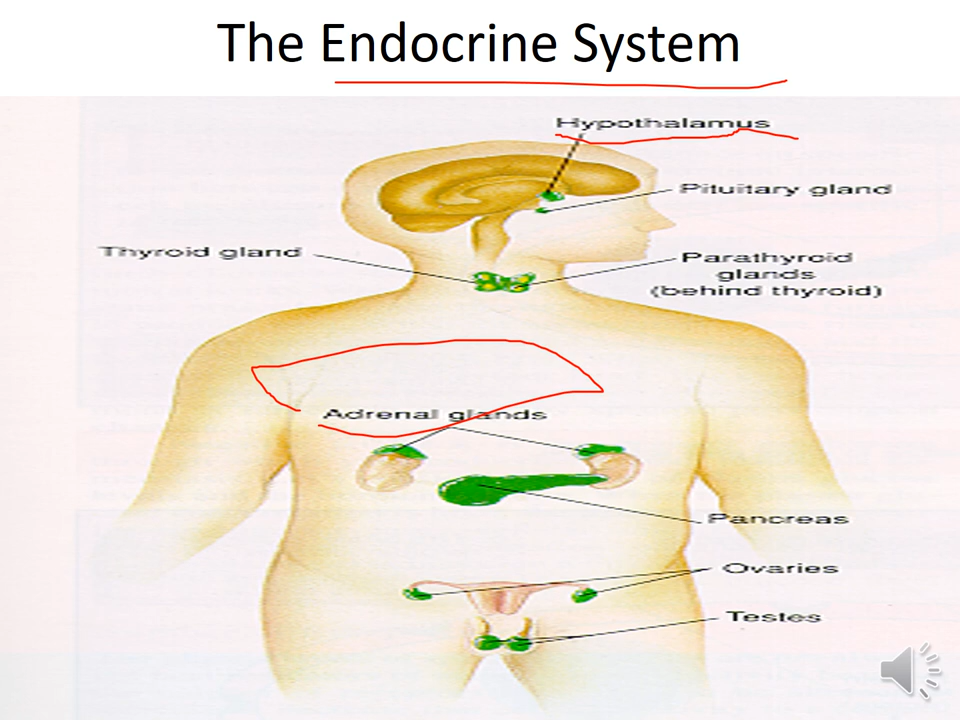 The Endocrine System
Hypothalamus
Pituitary gland
Thyroid gland
Parathyroid
glands
(behind thyroid)
Adrenal glands
Pancreas
Ovaries
Testes